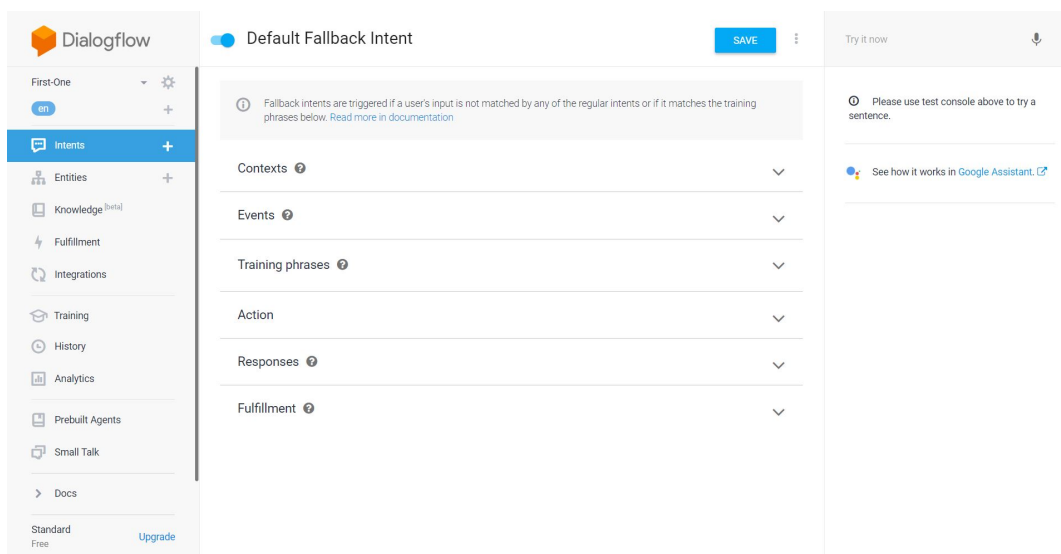 Dialogflow
First-One
en
Intents
Entities
Knowledge [beta]
Fulfillment
Integrations
Training
History
Analytics
Prebuilt Agents
Small Talk
Docs
Standard
Free
Upgrade
Default Fallback Intent
SAVE
Fallback intents are triggered if a user's input is not matched by any of the regular intents or if it matches the training
phrases below. Read more in documentation
Contexts
Events
Training phrases
Action
Responses
Fulfillment
Try it now
Please use test console above to try a
sentence.
See how it works in Google Assistant.